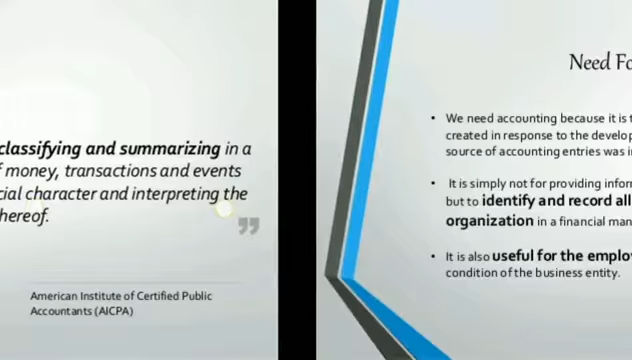 classifying and summarizing in a
money, transactions and events
cial character and interpreting the
hereof.
”
American Institute of Certified Public
Accountants (AICPA)
Need Fo
• We need accounting because it is
created in response to the develop
source of accounting entries was i
• It is simply not for providing infor
but to identify and record all
organization in a financial man
• It is also useful for the emplo
condition of the business entity.